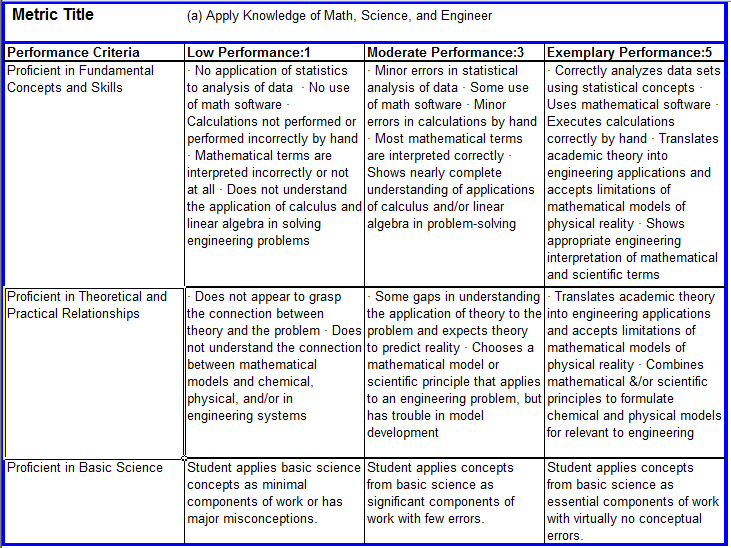 Metric Title (a) Apply Knowledge of Math, Science, and Engineer
Performance Criteria Low Performance:1 Moderate Performance:3 Exemplary Performance:5
Proficient in Fundamental
Concepts and Skills
· No application of statistics
to analysis of data · No use
of math software ·
Calculations not performed or
performed incorrectly by hand
· Mathematical terms are
interpreted incorrectly or not
at all · Does not understand
the application of calculus and
linear algebra in solving
engineering problems
· Minor errors in statistical
analysis of data · Some use
of math software · Minor
errors in calculations by hand
· Most mathematical terms
are interpreted correctly ·
Shows nearly complete
understanding of applications
of calculus and/or linear
algebra in problem-solving
· Correctly analyzes data sets
using statistical concepts ·
Uses mathematical software ·
Executes calculations
correctly by hand · Translates
academic theory into
engineering applications and
accepts limitations of
mathematical models of
physical reality · Shows
appropriate engineering
interpretation of mathematical
and scientific terms
Proficient in Theoretical and
Practical Relationships
· Does not appear to grasp
the connection between
theory and the problem · Does
not understand the connection
between mathematical
models and chemical,
physical, and/or in
engineering systems
· Some gaps in understanding
the application of theory to the
problem and expects theory
to predict reality · Chooses a
mathematical model or
scientific principle that applies
to an engineering problem, but
has trouble in model
development
· Translates academic theory
into engineering applications
and accepts limitations of
mathematical models of
physical reality · Combines
mathematical &/or scientific
principles to formulate
chemical and physical models
for relevant to engineering
Proficient in Basic Science
Student applies basic science
concepts as minimal
components of work or has
major misconceptions.
Student applies concepts
from basic science as
significant components of
work with few errors.
Student applies concepts
from basic science as
essential components of work
with virtually no conceptual
errors.